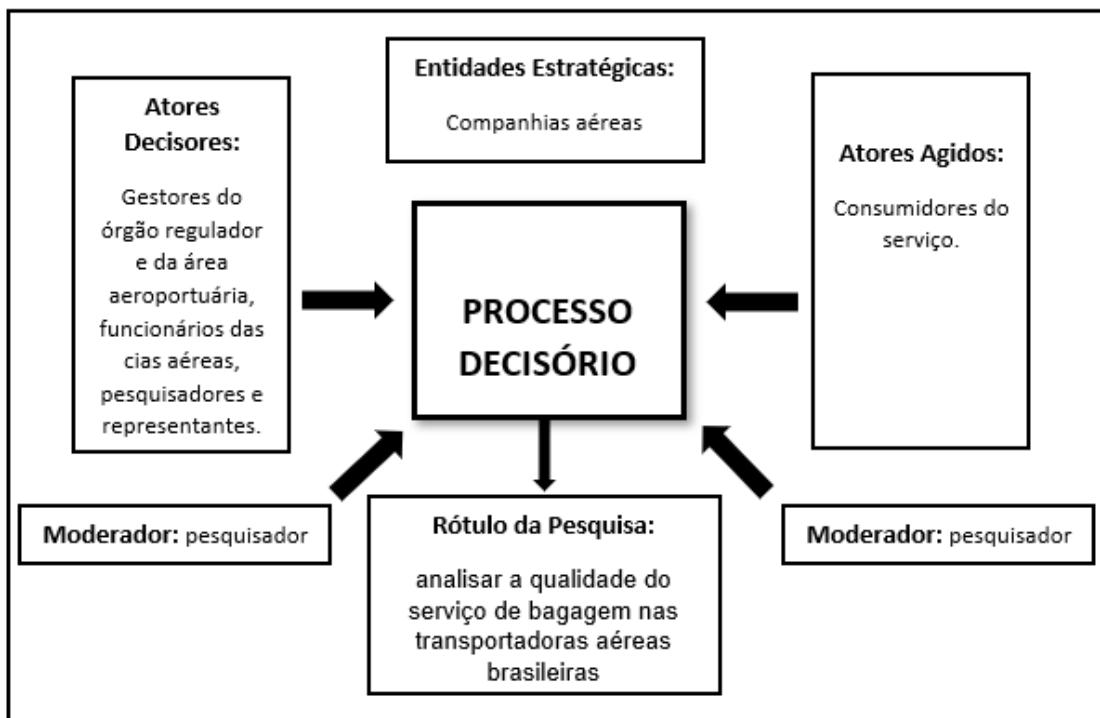 Entidades Estratégicas:
Companhias aéreas
Atores
Decisores:
Gestores do
órgão regulador
e da área
aeroportuária,
funcionários das
cias aéreas,
pesquisadores e
representantes.
Atores Agidos:
Consumidores do
serviço.
PROCESSO
DECISÓRIO
Moderador: pesquisador
Rótulo da Pesquisa:
analisar a qualidade do
serviço de bagagem nas
transportadoras aéreas
brasileiras
Moderador: pesquisador